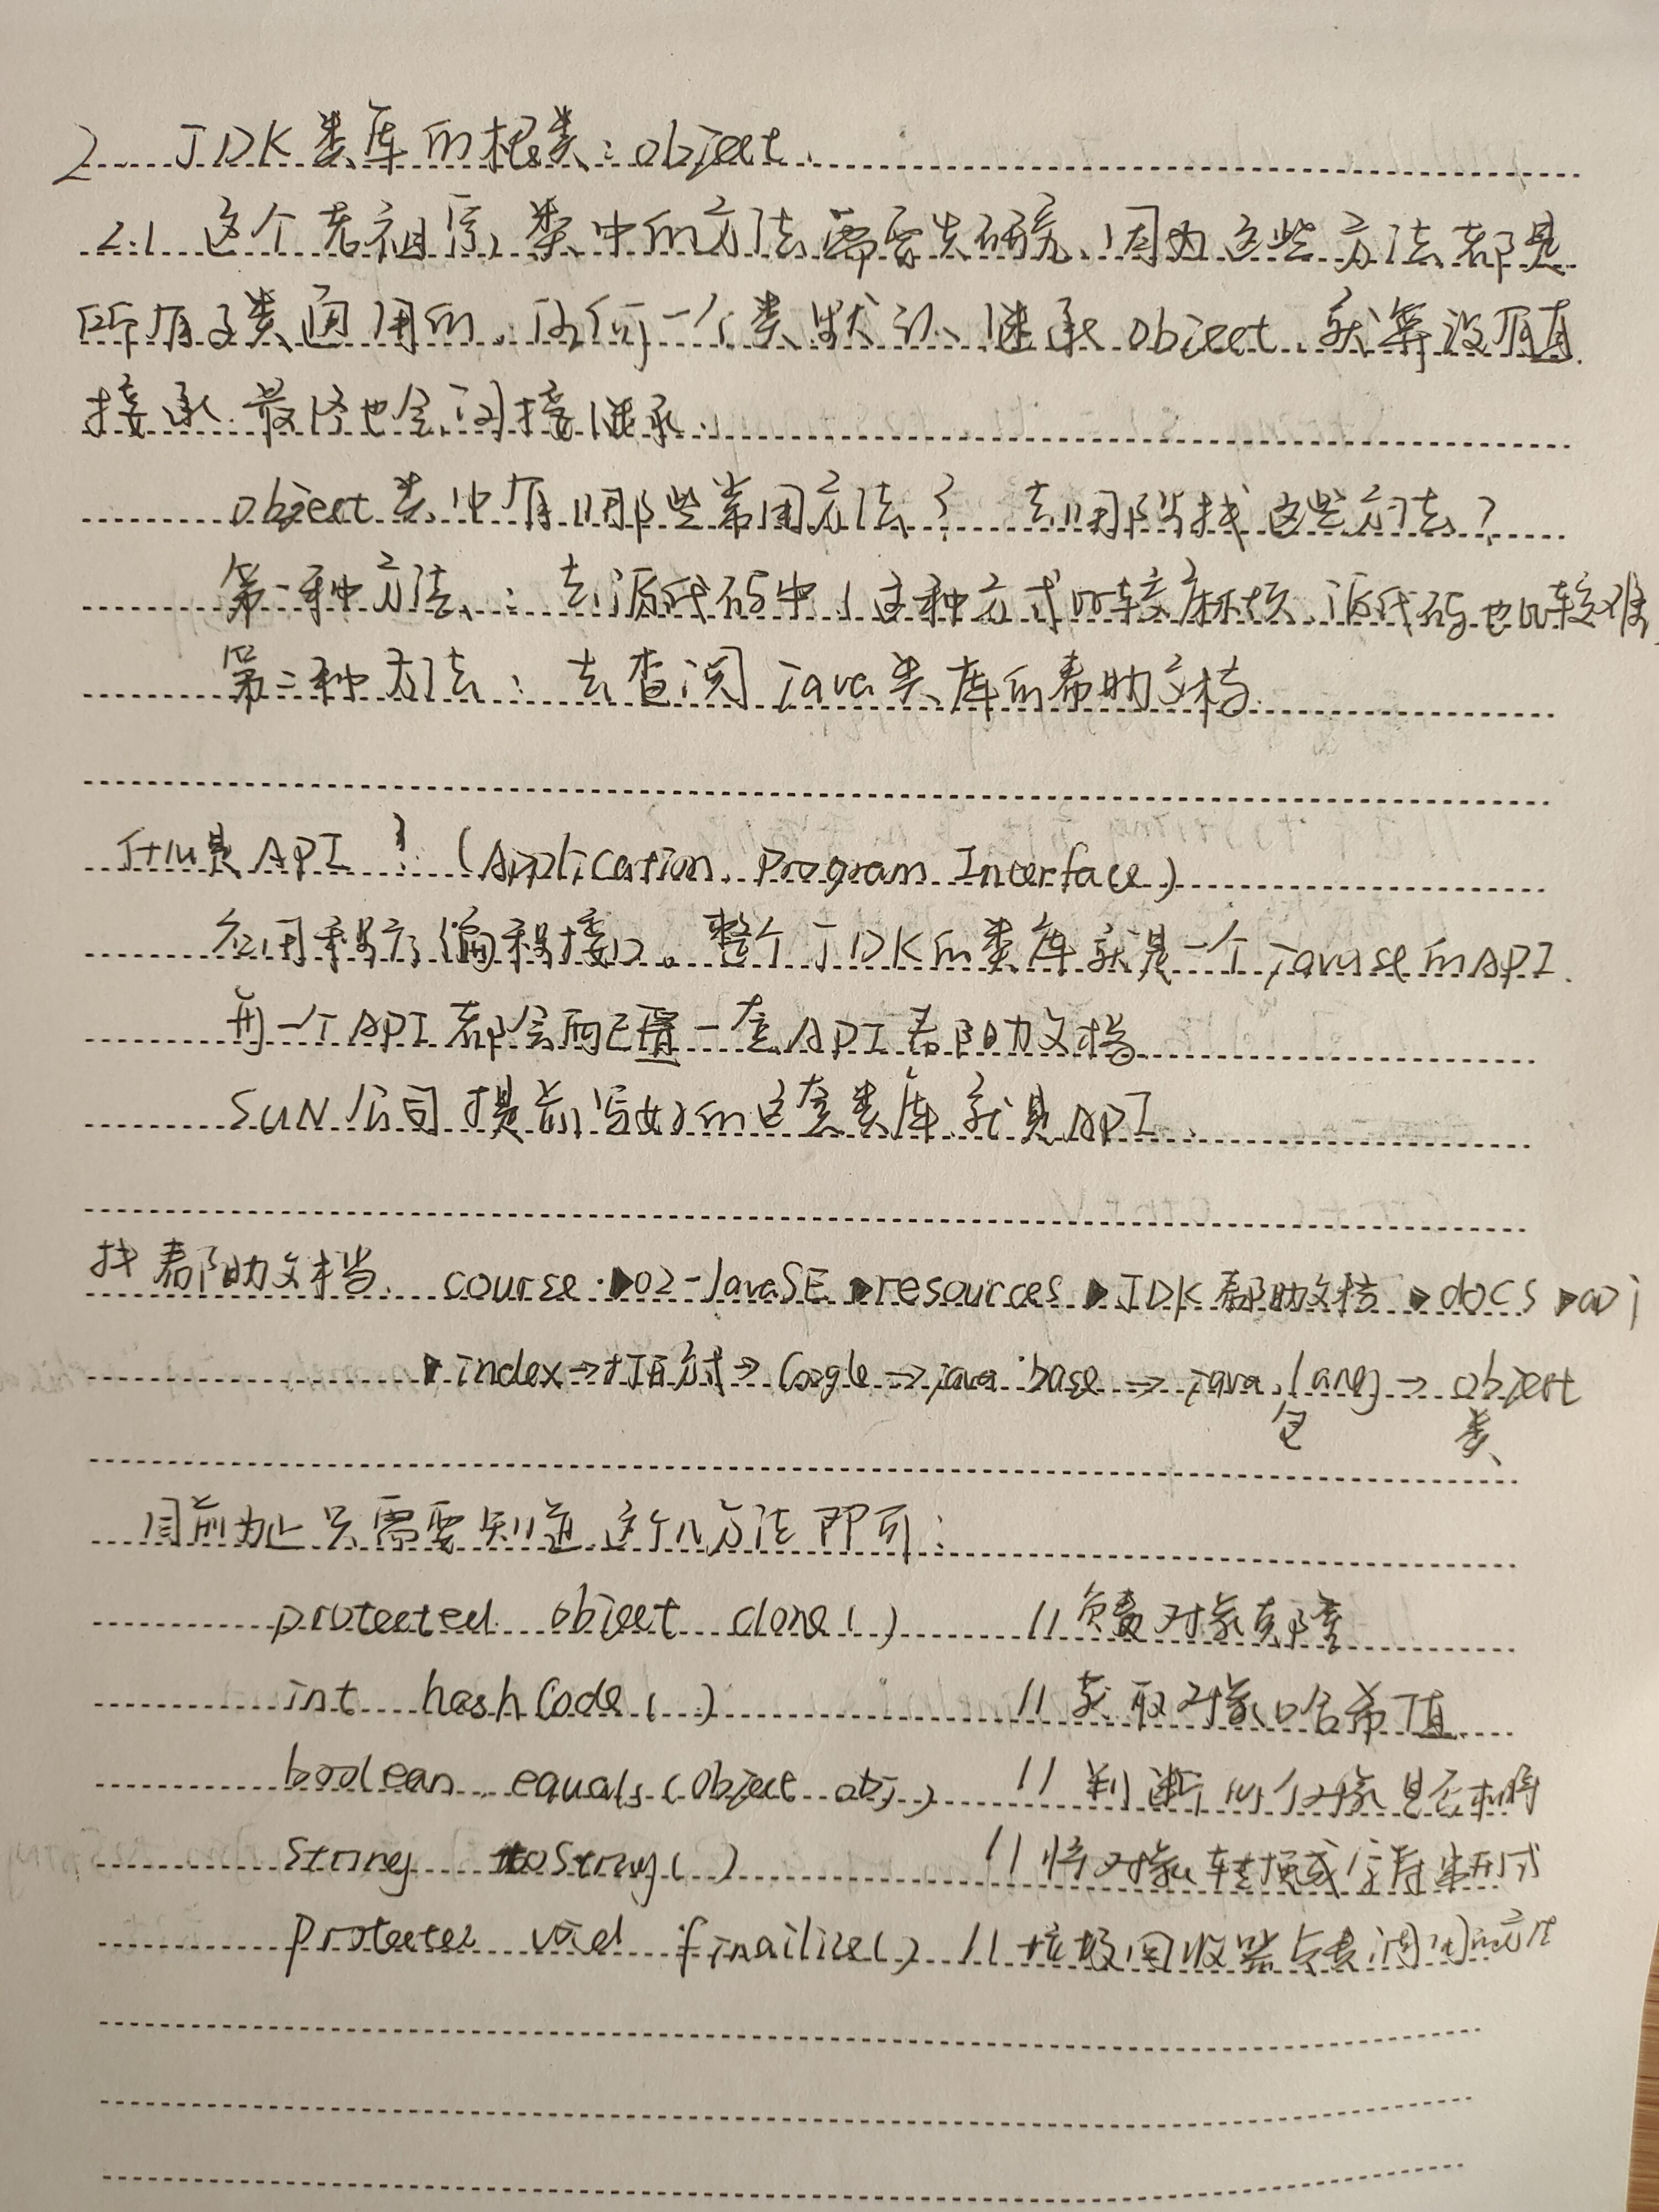 2 JDK类库的根类：object
2.1 这个老祖宗类中的方法需要先研究，因为这些方法都是
所有子类通用的，任何一个类默认继承object，就算没有直
接承，最终也会间接继承.
object类中有哪些常用方法？ 去哪所找这些方法？
第一种方法： 去源代码中（这种方式比较麻烦，源代码也比较难
第二种方法： 去查阅java类库的帮助文档
什么是API？ (Application Program Interface)
应用程序编程接口。整个JDK的类库就是一个javase的API.
每一个API都会配置一套API帮助文档
SUN公司提前写好的这套类库就是API.
找帮助文档 course▶02-JavaSE▶resources▶JDK帮助文档▶docs▶api
▶index→打开方式→Google→java.base→java.lang→object
包 类
目前为止只需要知道这个几方法即可：
protected object clone() //负责对象克隆
int hashCode() //获取对象哈希值
boolean equals(object obj) //判断两个对象是否相等
String toString() //将对象转换成字符串形式
Protected void finailize() //垃圾回收器负责调用的方法